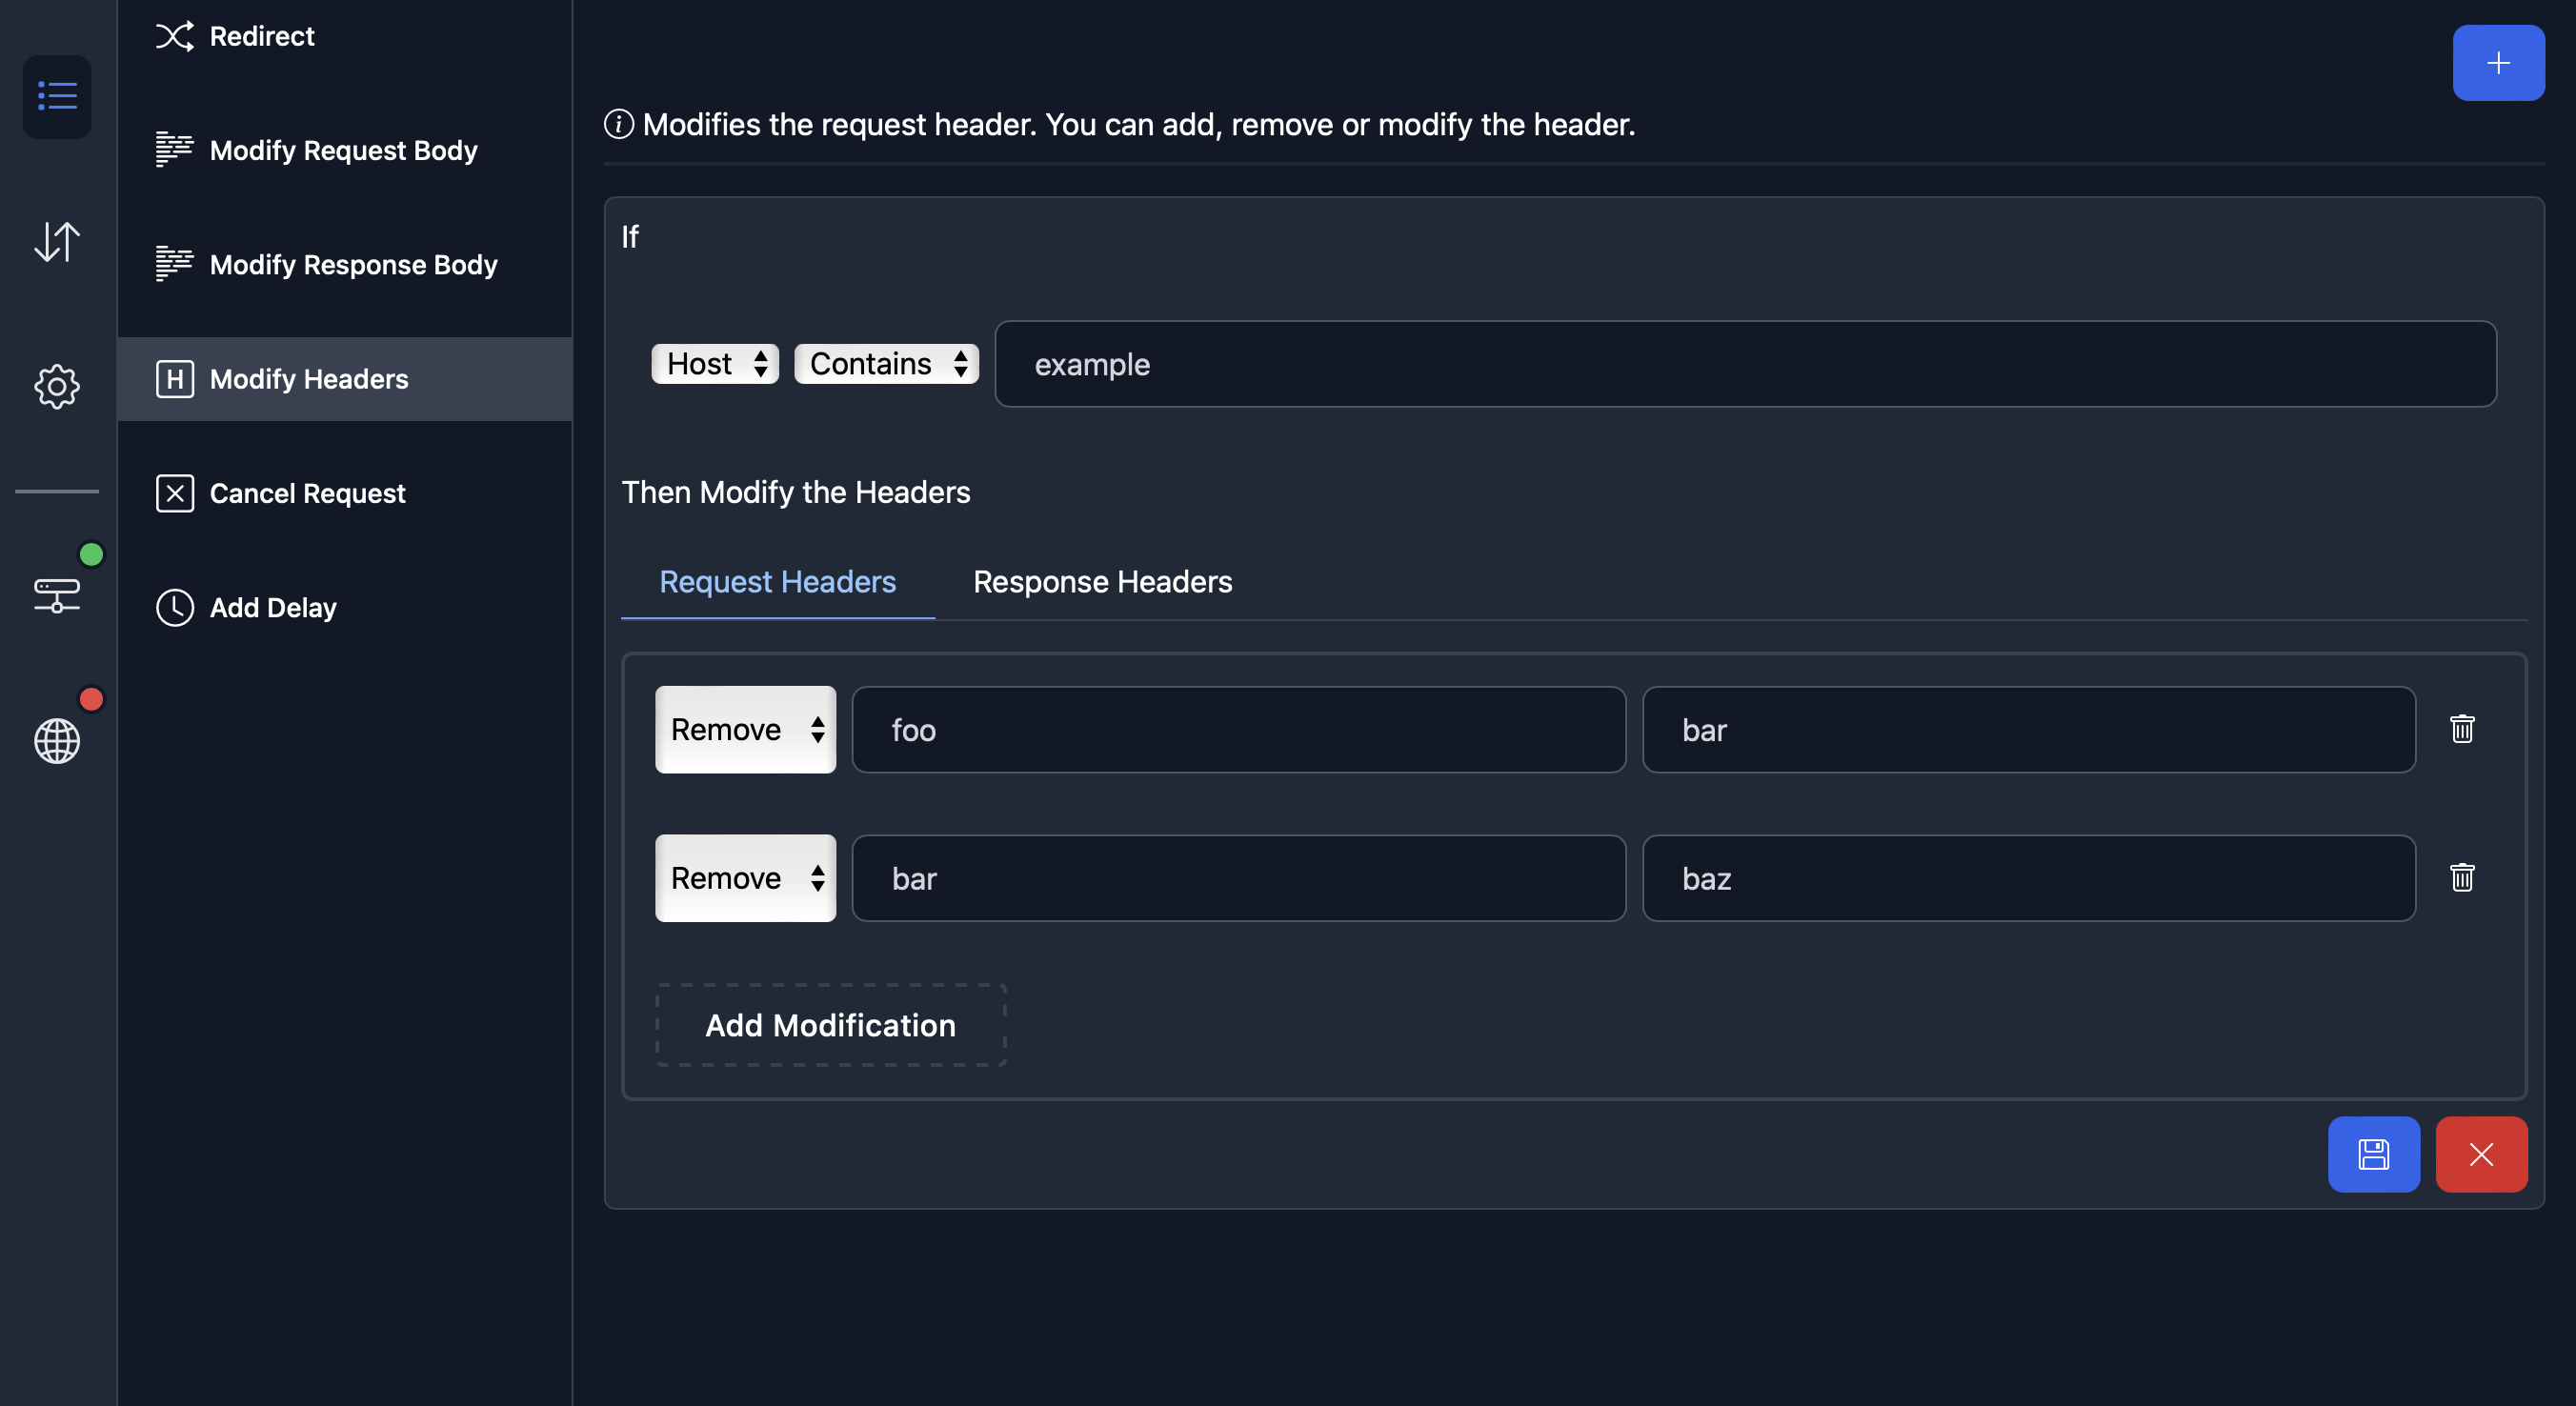 Redirect
Modify Request Body
Modify Response Body
H Modify Headers
Cancel Request
Add Delay
i Modifies the request header. You can add, remove or modify the header.
If
Host Contains example
Then Modify the Headers
Request Headers Response Headers
Remove foo bar
Remove bar baz
Add Modification